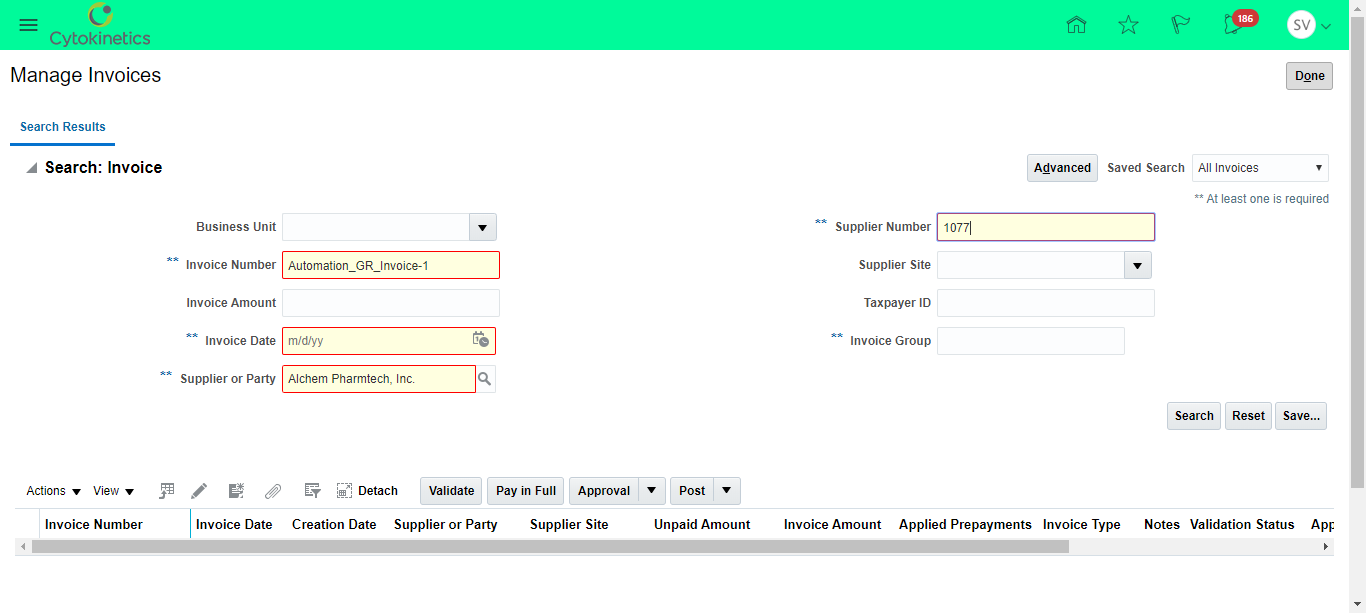 Cytokinetics
186
SV
Manage Invoices
Done
Search Results
Search: Invoice
Advanced
Saved Search
All Invoices
** At least one is required
Business Unit
** Supplier Number 1077
** Invoice Number Automation_GR_Invoice-1
Supplier Site
Invoice Amount
Taxpayer ID
** Invoice Date m/d/yy
** Invoice Group
** Supplier or Party Alchem Pharmtech, Inc.
Search Reset Save...
Actions View Detach Validate Pay in Full Approval Post
Invoice Number Invoice Date Creation Date Supplier or Party Supplier Site Unpaid Amount Invoice Amount Applied Prepayments Invoice Type Notes Validation Status App